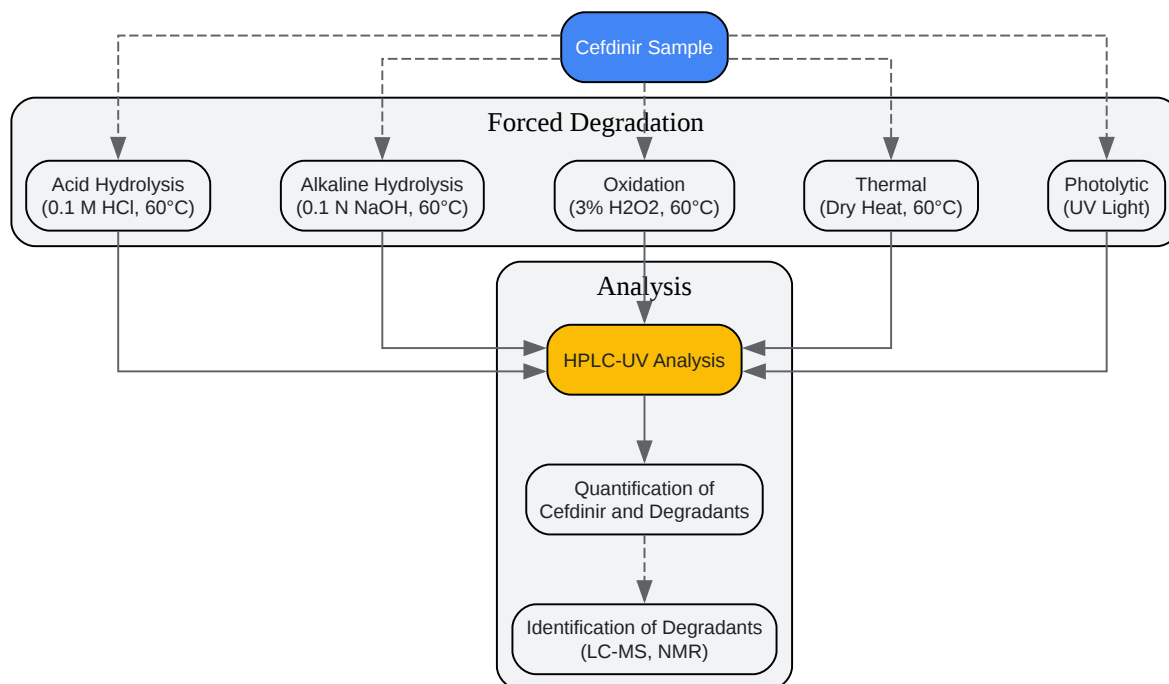 Cefdinir Sample
Forced Degradation
Acid Hydrolysis
(0.1 M HCl, 60°C)
Alkaline Hydrolysis
(0.1 N NaOH, 60°C)
Oxidation
(3% H2O2, 60°C)
Thermal
(Dry Heat, 60°C)
Photolytic
(UV Light)
Analysis
HPLC-UV Analysis
Quantification of
Cefdinir and Degradants
Identification of Degradants
(LC-MS, NMR)